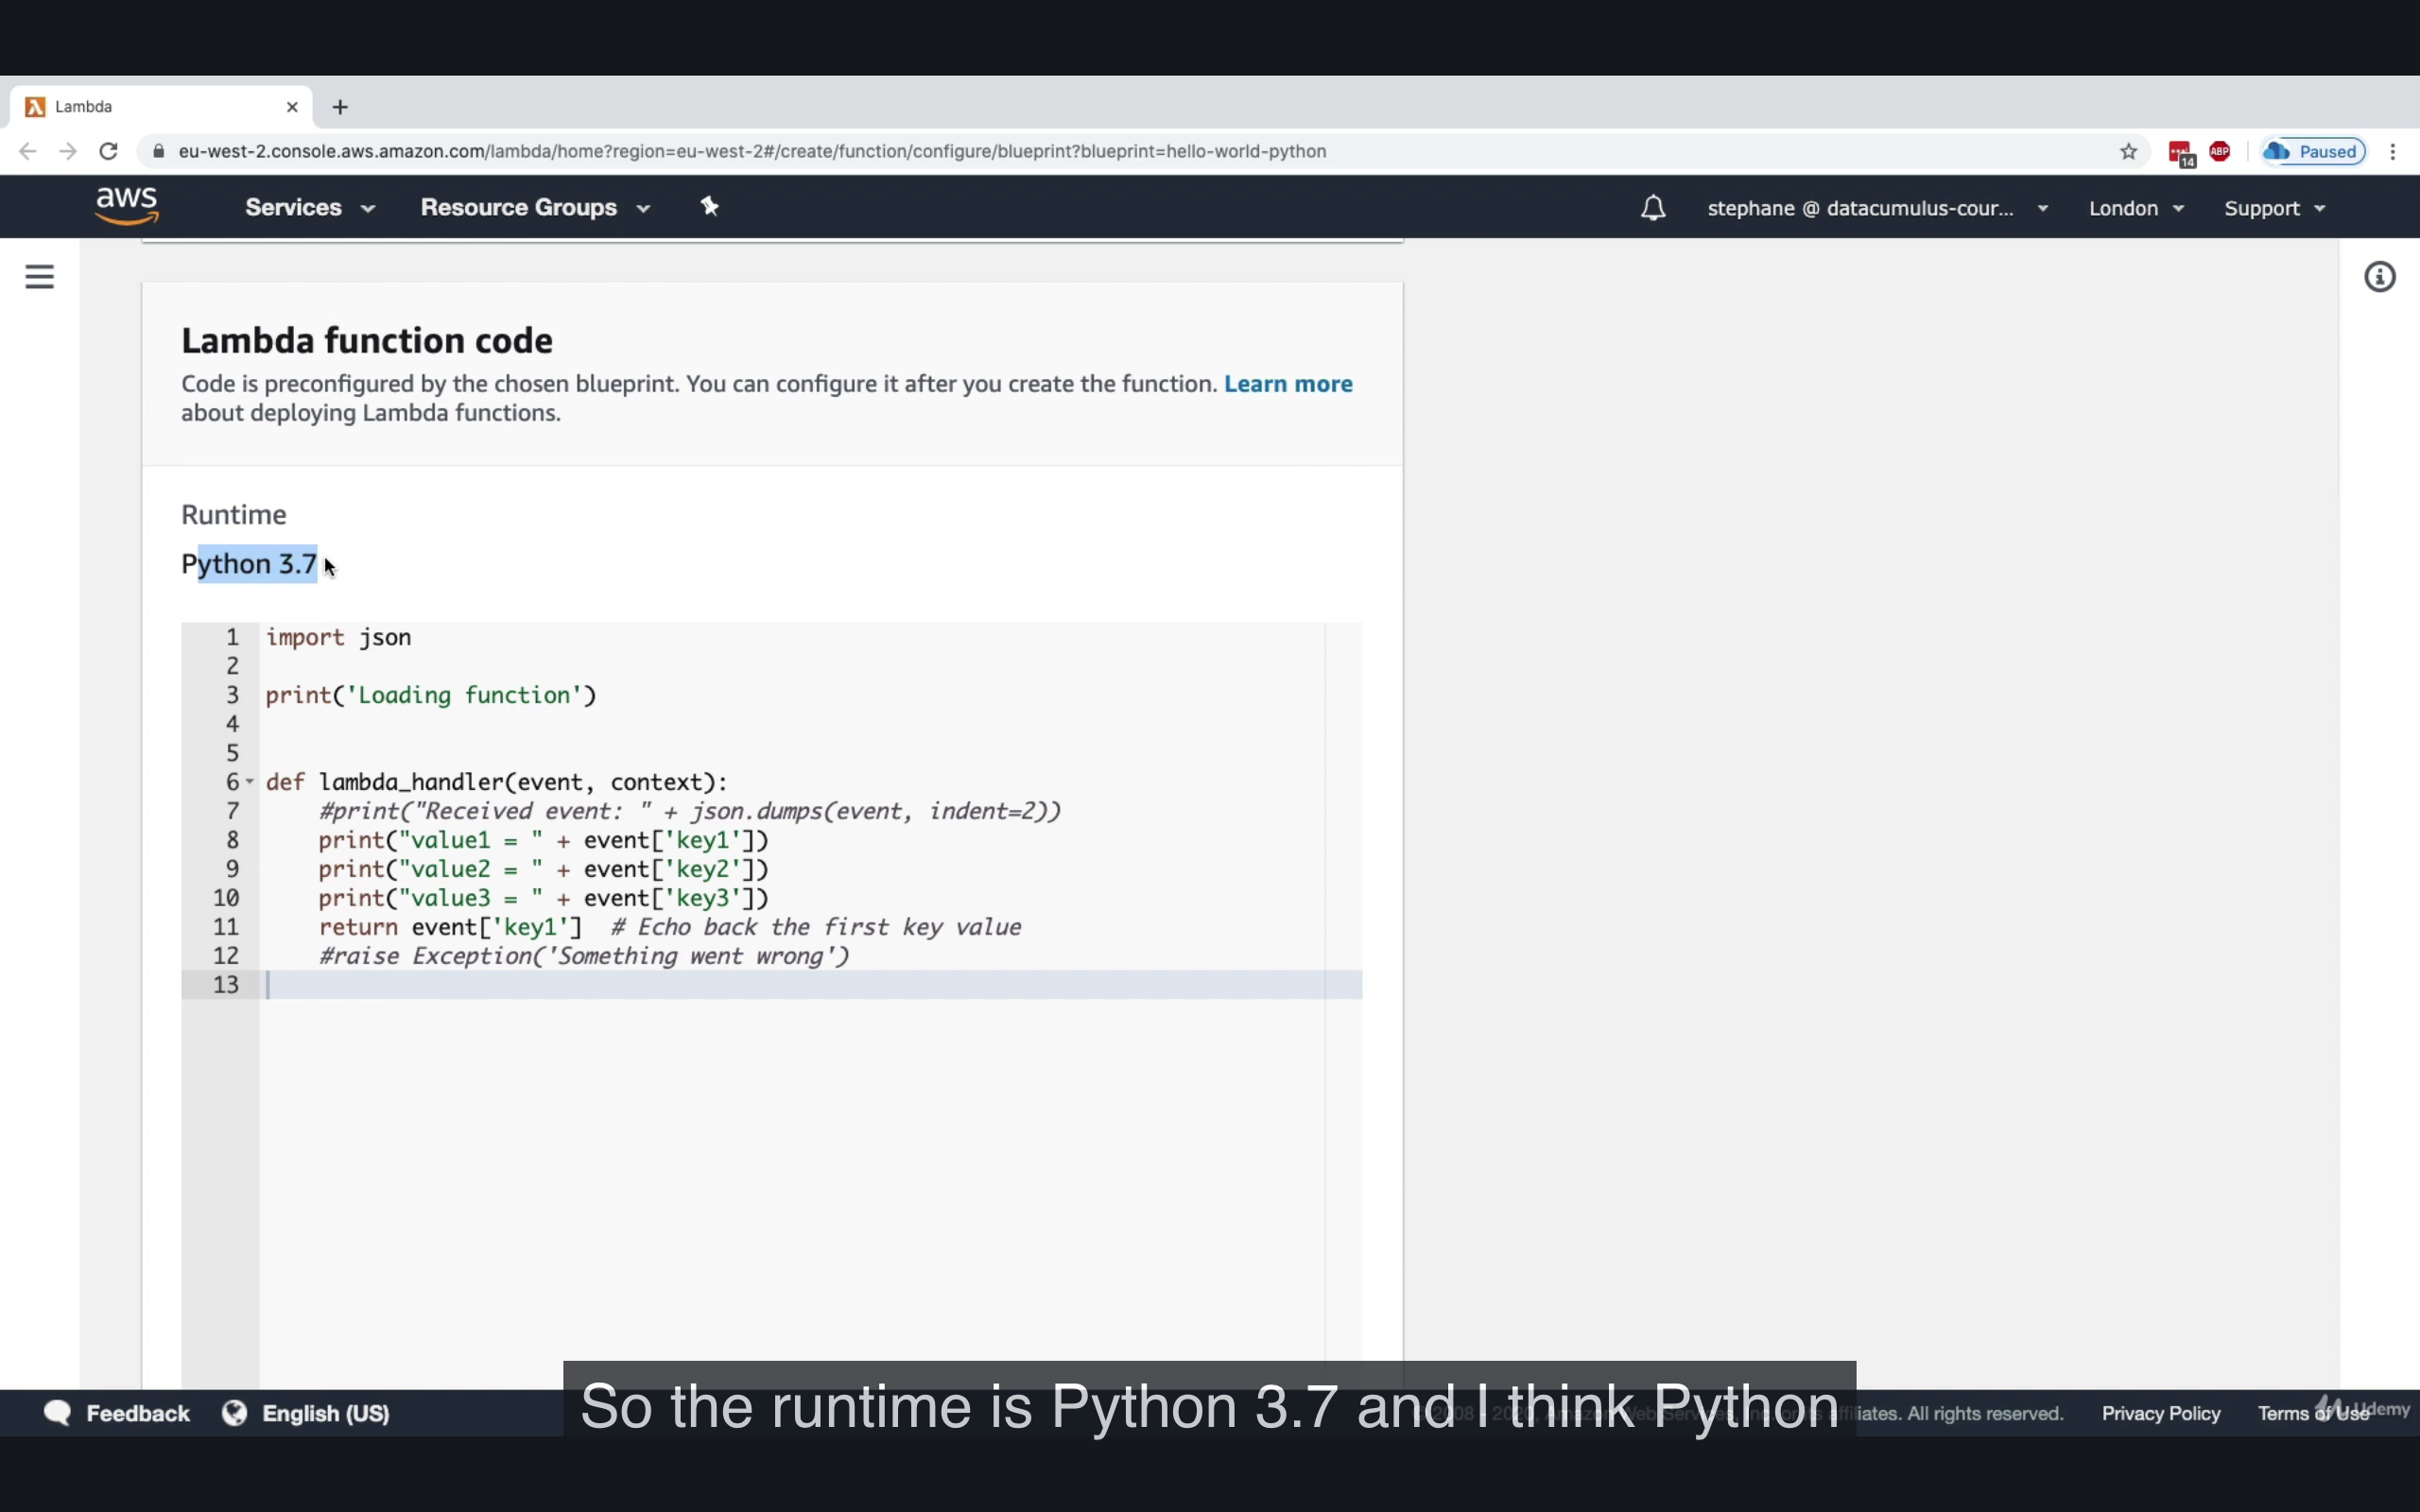 Lambda
eu-west-2.console.aws.amazon.com/lambda/home?region=eu-west-2#/create/function/configure/blueprint?blueprint=hello-world-python
14
ABP
Paused
aws
Services
Resource Groups
stephane @ datacumulus-cour...
London
Support
Lambda function code
Code is preconfigured by the chosen blueprint. You can configure it after you create the function. Learn more
about deploying Lambda functions.
Runtime
Python 3.7
1 import json
2
3 print('Loading function')
4
5
6 def lambda_handler(event, context):
7     #print("Received event: " + json.dumps(event, indent=2))
8     print("value1 = " + event['key1'])
9     print("value2 = " + event['key2'])
10     print("value3 = " + event['key3'])
11     return event['key1']  # Echo back the first key value
12     #raise Exception('Something went wrong')
13
So the runtime is Python 3.7 and I think Python
Feedback
English (US)
All rights reserved.
Privacy Policy
Terms of Use
Udemy